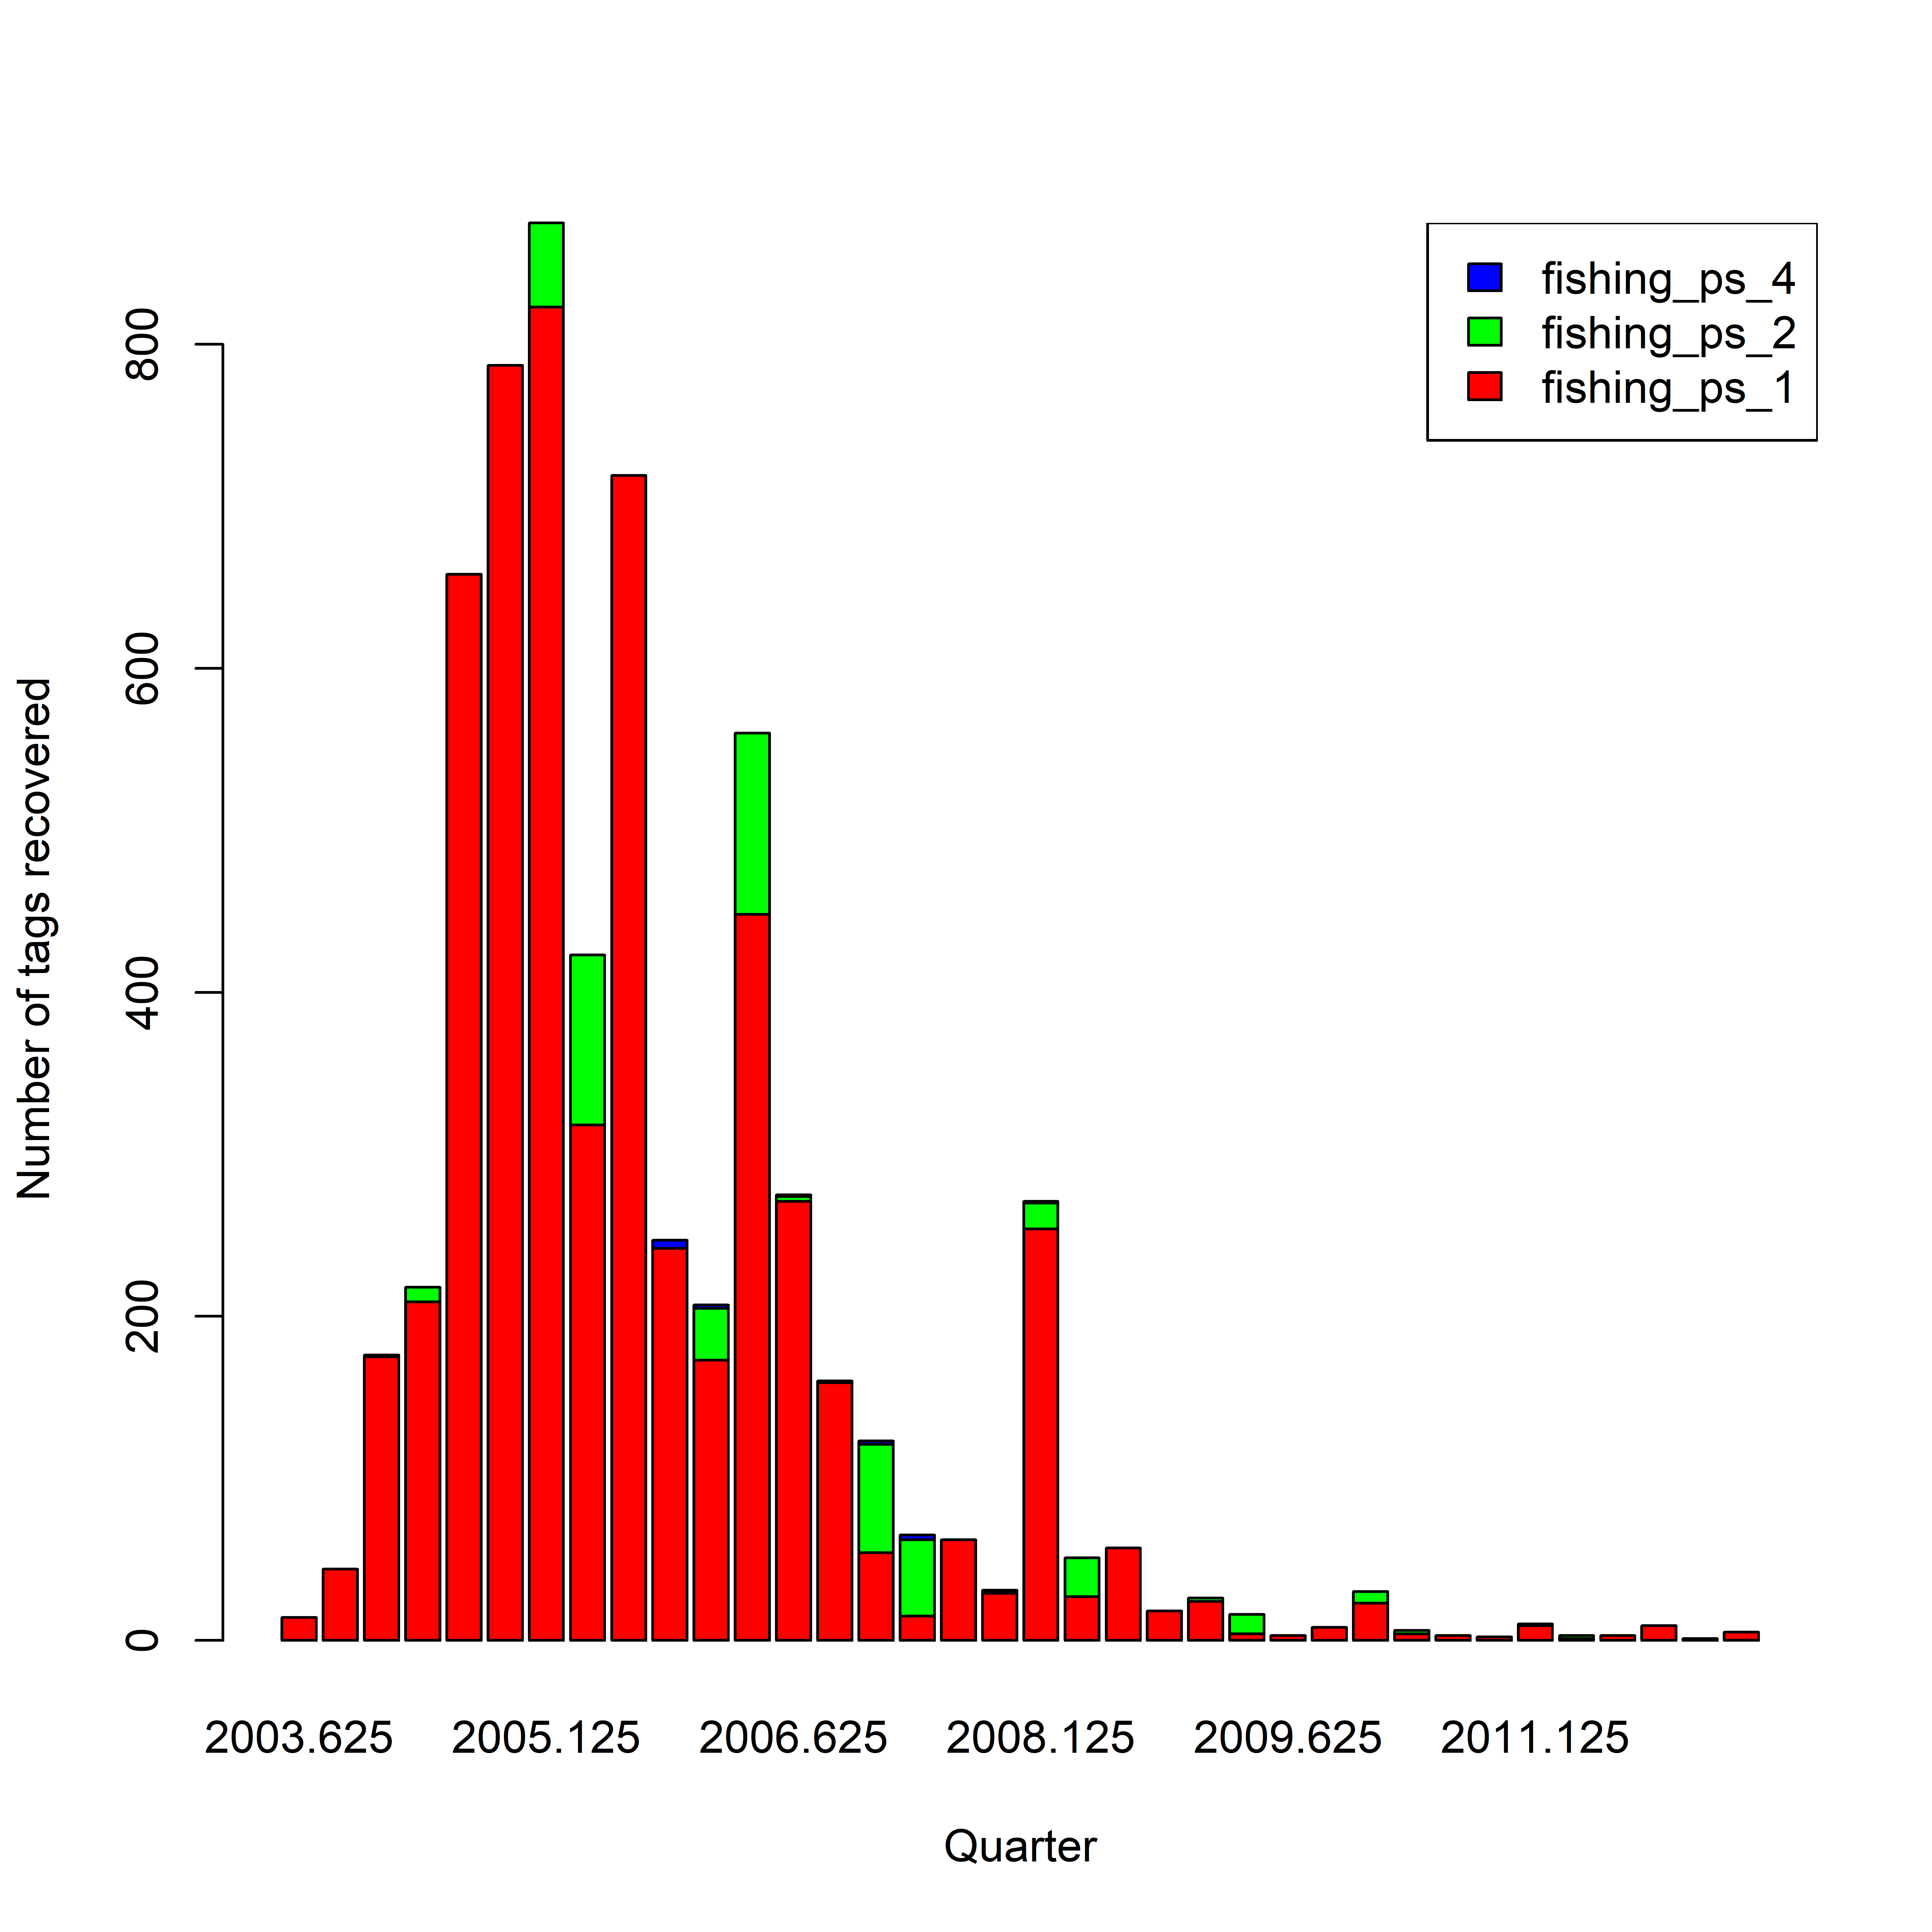 fishing_ps_4
fishing_ps_2
fishing_ps_1
Number of tags recovered
800
600
400
200
0
2003.625 2005.125 2006.625 2008.125 2009.625 2011.125
Quarter